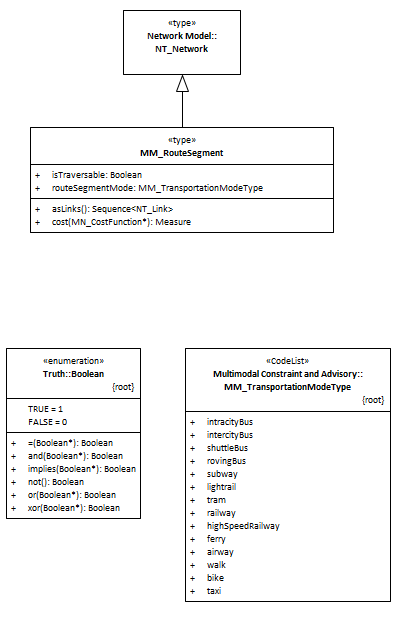 «type»
Network Model::
NT_Network
«type»
MM_RouteSegment
+ isTraversable: Boolean
+ routeSegmentMode: MM_TransportationModeType
+ asLinks(): Sequence<NT_Link>
+ cost(MN_CostFunction*): Measure
«enumeration»
Truth::Boolean
{root}
TRUE = 1
FALSE = 0
+ =(Boolean*): Boolean
+ and(Boolean*): Boolean
+ implies(Boolean*): Boolean
+ not(): Boolean
+ or(Boolean*): Boolean
+ xor(Boolean*): Boolean
«CodeList»
Multimodal Constraint and Advisory::
MM_TransportationModeType
{root}
+ intracityBus
+ intercityBus
+ shuttleBus
+ rovingBus
+ subway
+ lightrail
+ tram
+ railway
+ highSpeedRailway
+ ferry
+ airway
+ walk
+ bike
+ taxi